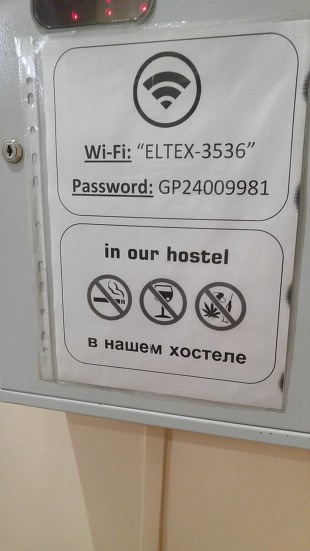 Wi-Fi: “ELTEX-3536”
Password: GP24009981
in our hostel
в нашем хостеле